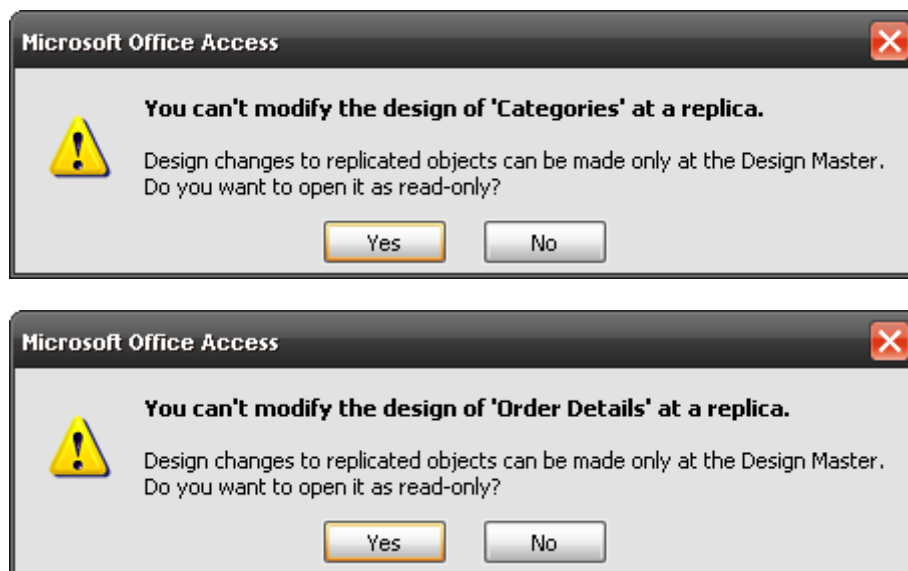 Microsoft Office Access
You can't modify the design of 'Categories' at a replica.
Design changes to replicated objects can be made only at the Design Master.
Do you want to open it as read-only?
Yes No
Microsoft Office Access
You can't modify the design of 'Order Details' at a replica.
Design changes to replicated objects can be made only at the Design Master.
Do you want to open it as read-only?
Yes No